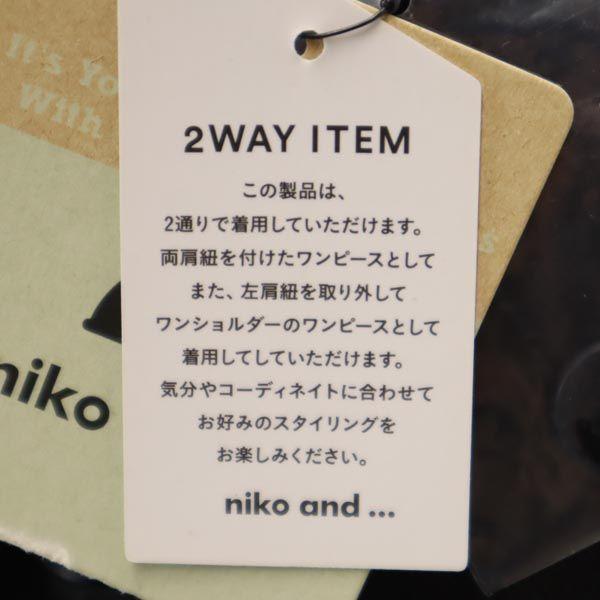 2WAY ITEM
この製品は、
2通りで着用していただけます。
両肩紐を付けたワンピースとして
また、左肩紐を取り外して
ワンショルダーのワンピースとして
着用してしていただけます。
気分やコーディネイトに合わせて
お好みのスタイリングを
お楽しみください。
niko and ...
It's Yo
With
niko
s